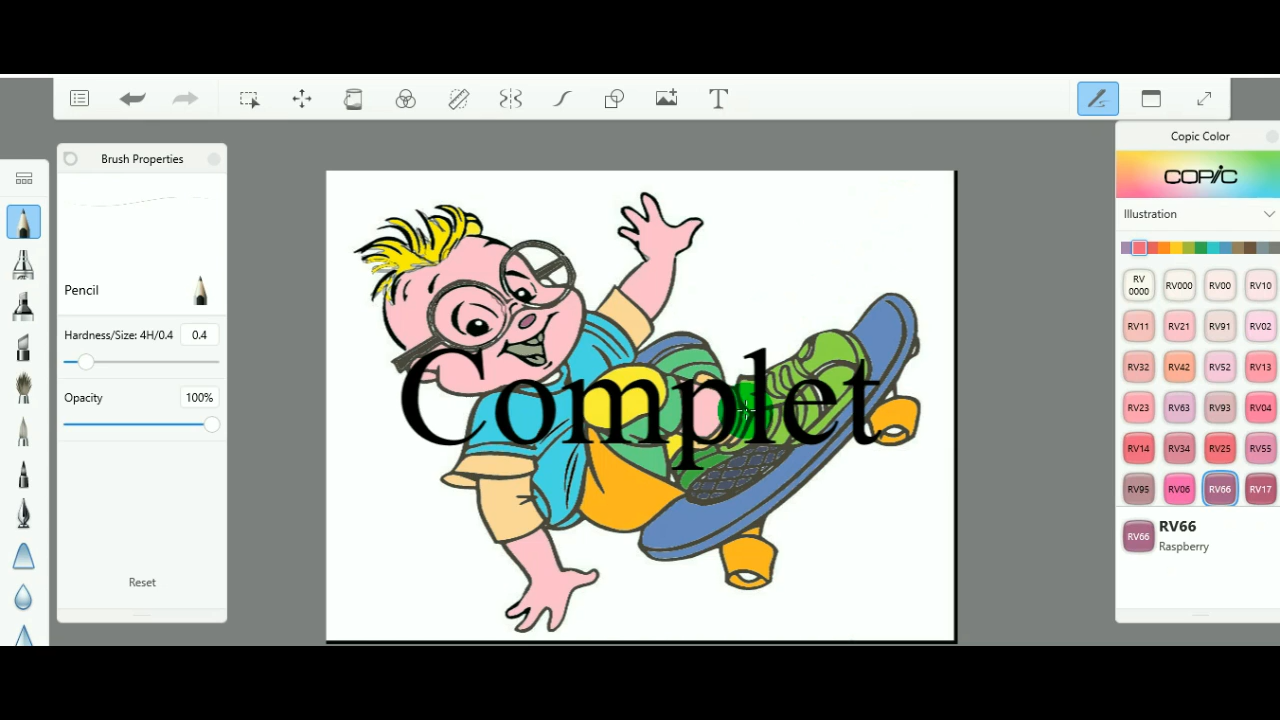 Brush Properties
Pencil
Hardness/Size: 4H/0.4 0.4
Opacity 100%
Reset
Complet
Copic Color
COPIC
Illustration
RV 0000 RV000 RV00 RV10
RV11 RV21 RV91 RV02
RV32 RV42 RV52 RV13
RV23 RV63 RV93 RV04
RV14 RV34 RV25 RV55
RV95 RV06 RV66 RV17
RV66 RV66
Raspberry